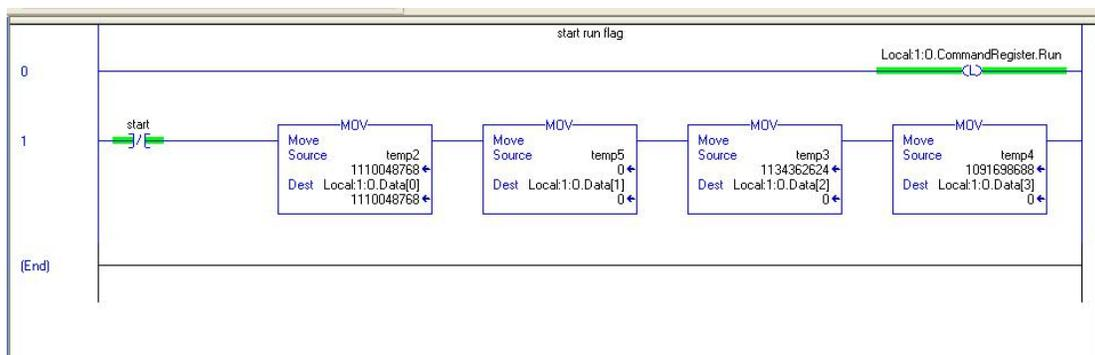 start run flag
Local:1:O.CommandRegister.Run
0
(L)
start
1
MOV MOV MOV MOV
Move Move Move Move
Source temp2 Source temp5 Source temp3 Source temp4
1110048768 0 1134362624 1091698688
Dest Local:1:O.Data[0] Dest Local:1:O.Data[1] Dest Local:1:O.Data[2] Dest Local:1:O.Data[3]
1110048768 0 0 0
(End)